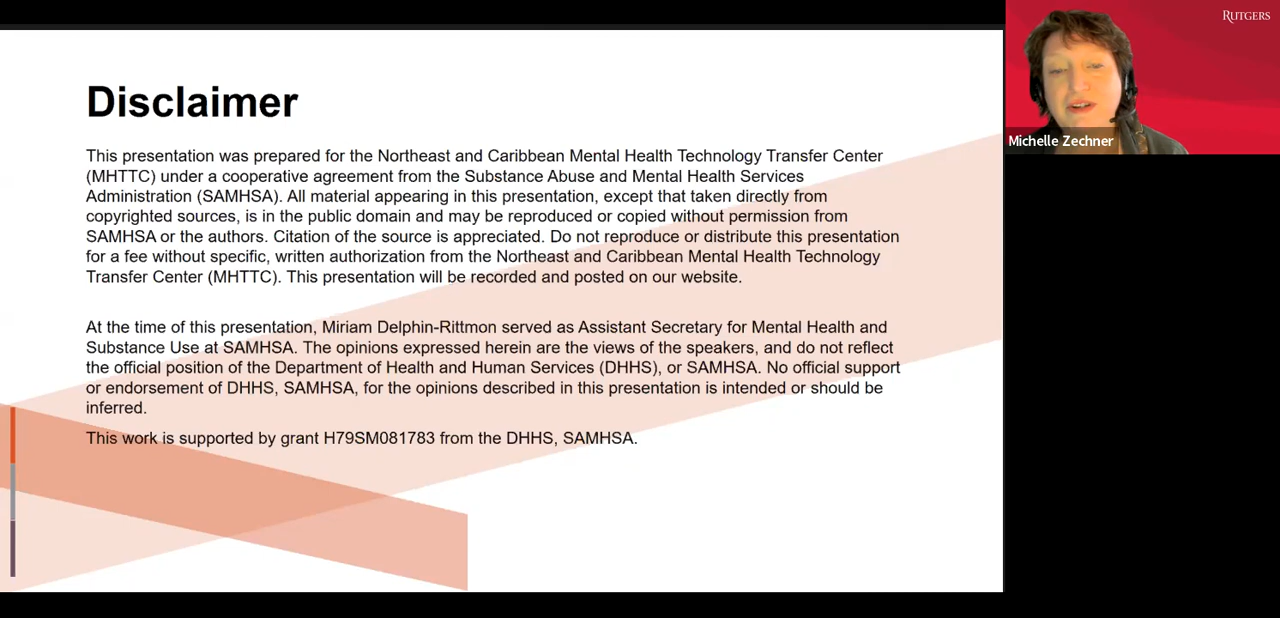 Disclaimer
This presentation was prepared for the Northeast and Caribbean Mental Health Technology Transfer Center
(MHTTC) under a cooperative agreement from the Substance Abuse and Mental Health Services
Administration (SAMHSA). All material appearing in this presentation, except that taken directly from
copyrighted sources, is in the public domain and may be reproduced or copied without permission from
SAMHSA or the authors. Citation of the source is appreciated. Do not reproduce or distribute this presentation
for a fee without specific, written authorization from the Northeast and Caribbean Mental Health Technology
Transfer Center (MHTTC). This presentation will be recorded and posted on our website.
At the time of this presentation, Miriam Delphin-Rittmon served as Assistant Secretary for Mental Health and
Substance Use at SAMHSA. The opinions expressed herein are the views of the speakers, and do not reflect
the official position of the Department of Health and Human Services (DHHS), or SAMHSA. No official support
or endorsement of DHHS, SAMHSA, for the opinions described in this presentation is intended or should be
inferred.
This work is supported by grant H79SM081783 from the DHHS, SAMHSA.
RUTGERS
Michelle Zechner